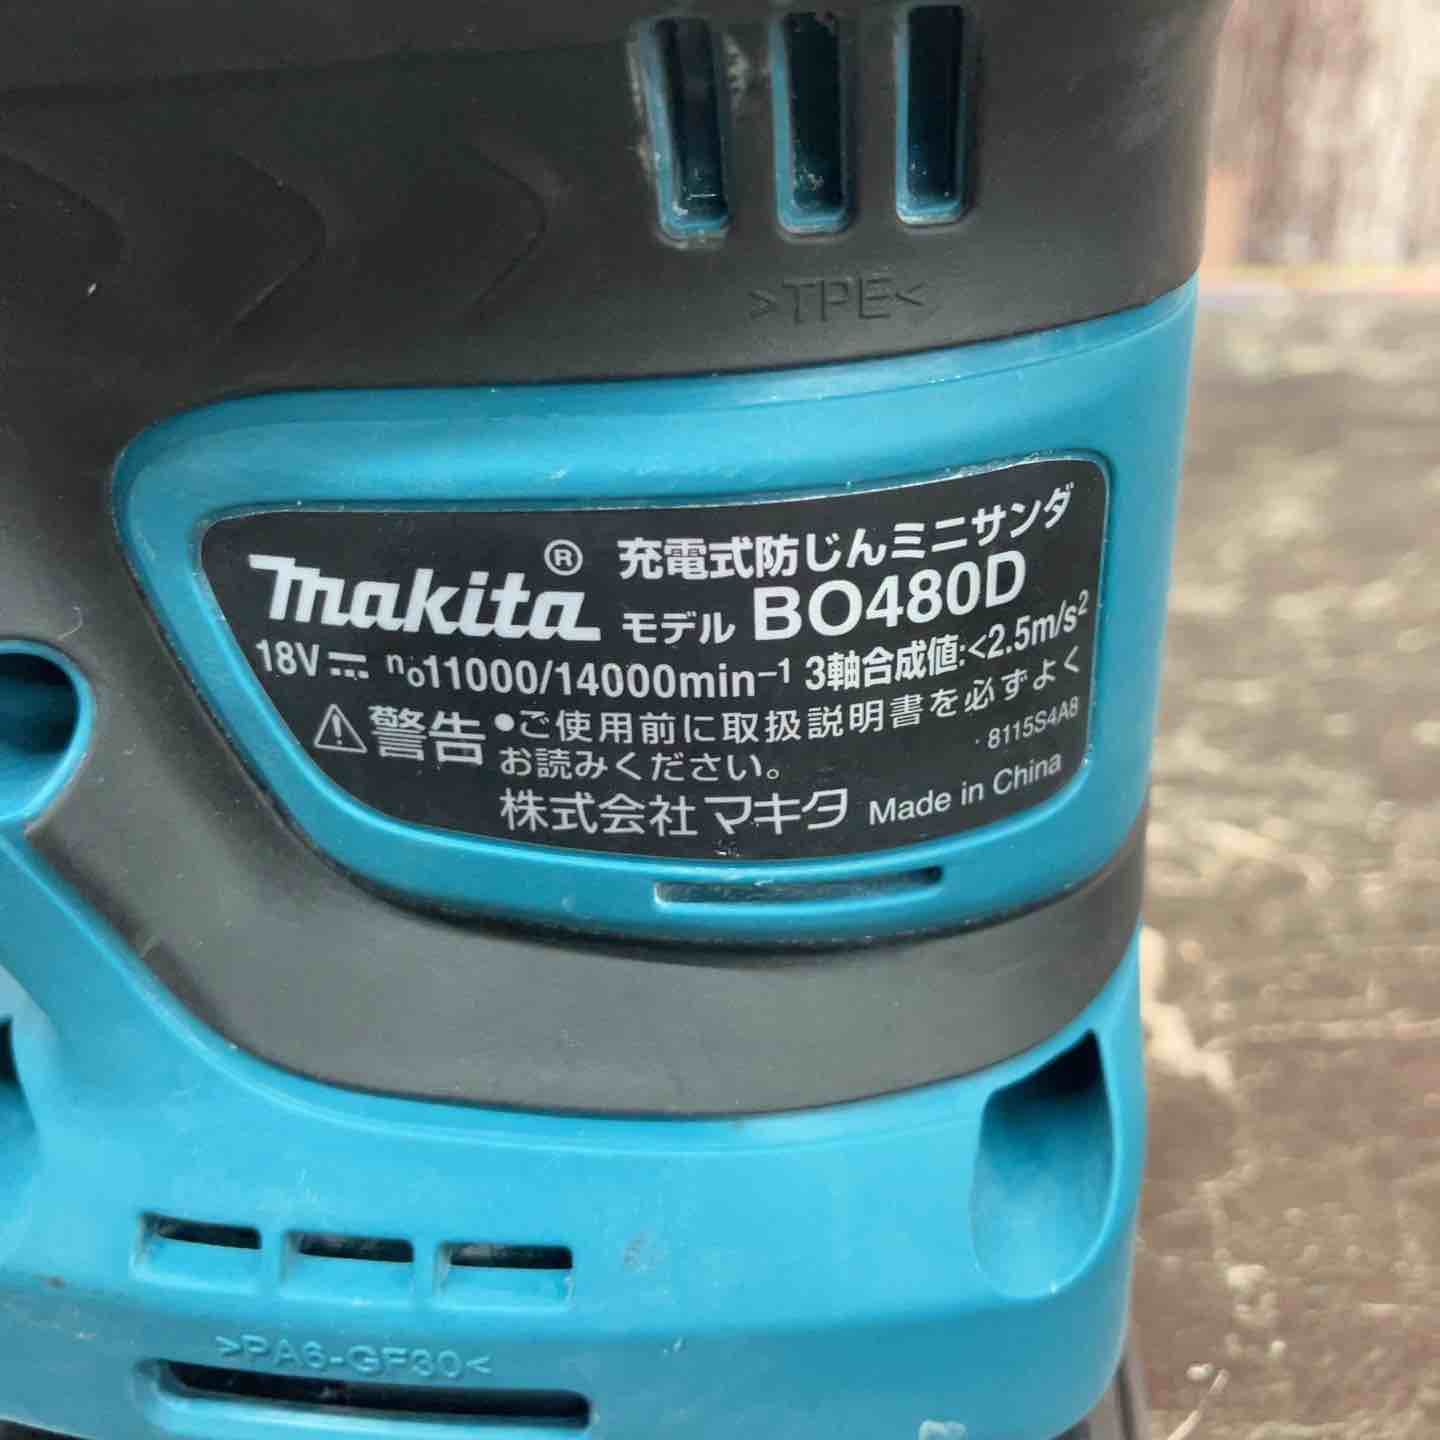 >TPE<
makita® 充電式防じんミニサンダ
モデル BO480D
18V n₀11000/14000min⁻¹ 3軸合成値:<2.5m/s²
警告 ●ご使用前に取扱説明書を必ずよく
お読みください。 8115S4A8
株式会社マキタ Made in China
>PA6-GF30<